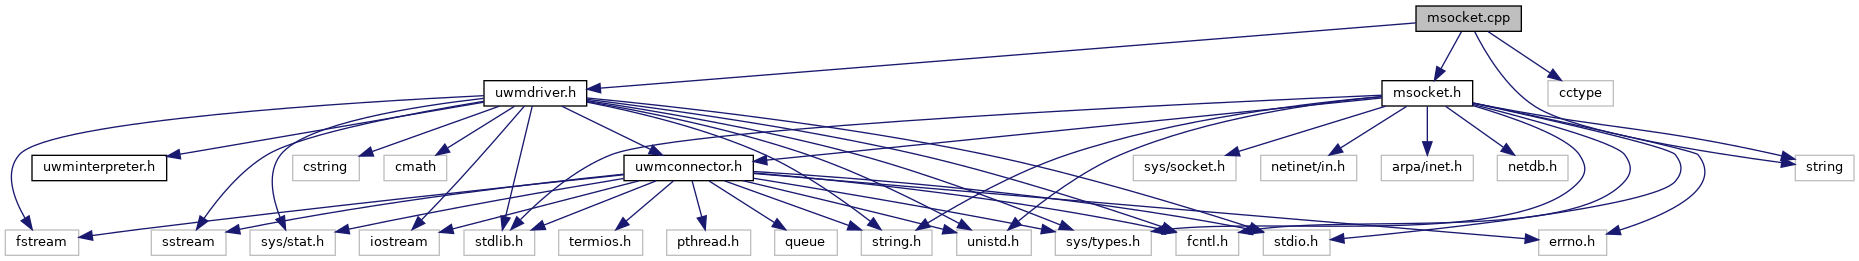 msocket.cpp
uwmdriver.h
msocket.h
cctype
uwminterpreter.h
cstring
cmath
uwmconnector.h
sys/socket.h
netinet/in.h
arpa/inet.h
netdb.h
string
fstream
sstream
sys/stat.h
iostream
stdlib.h
termios.h
pthread.h
queue
string.h
unistd.h
sys/types.h
fcntl.h
stdio.h
errno.h